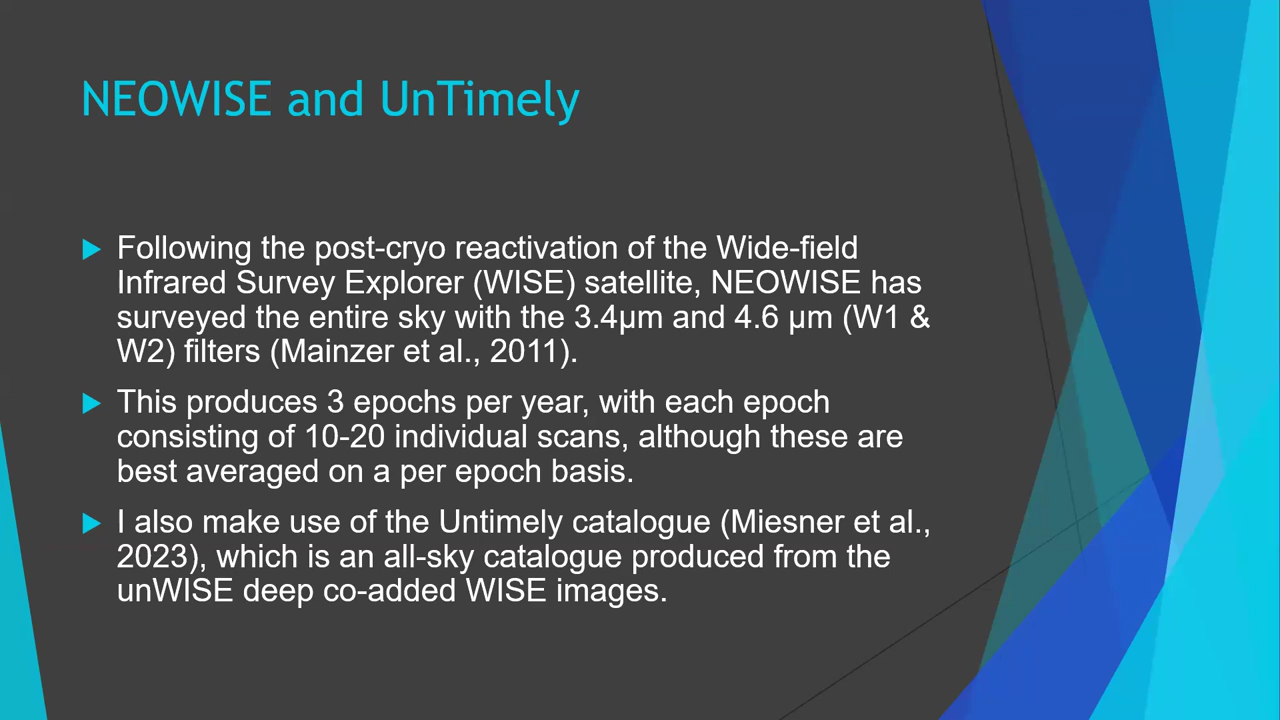 NEOWISE and UnTimely
Following the post-cryo reactivation of the Wide-field
Infrared Survey Explorer (WISE) satellite, NEOWISE has
surveyed the entire sky with the 3.4µm and 4.6 µm (W1 &
W2) filters (Mainzer et al., 2011).
This produces 3 epochs per year, with each epoch
consisting of 10-20 individual scans, although these are
best averaged on a per epoch basis.
I also make use of the Untimely catalogue (Miesner et al.,
2023), which is an all-sky catalogue produced from the
unWISE deep co-added WISE images.